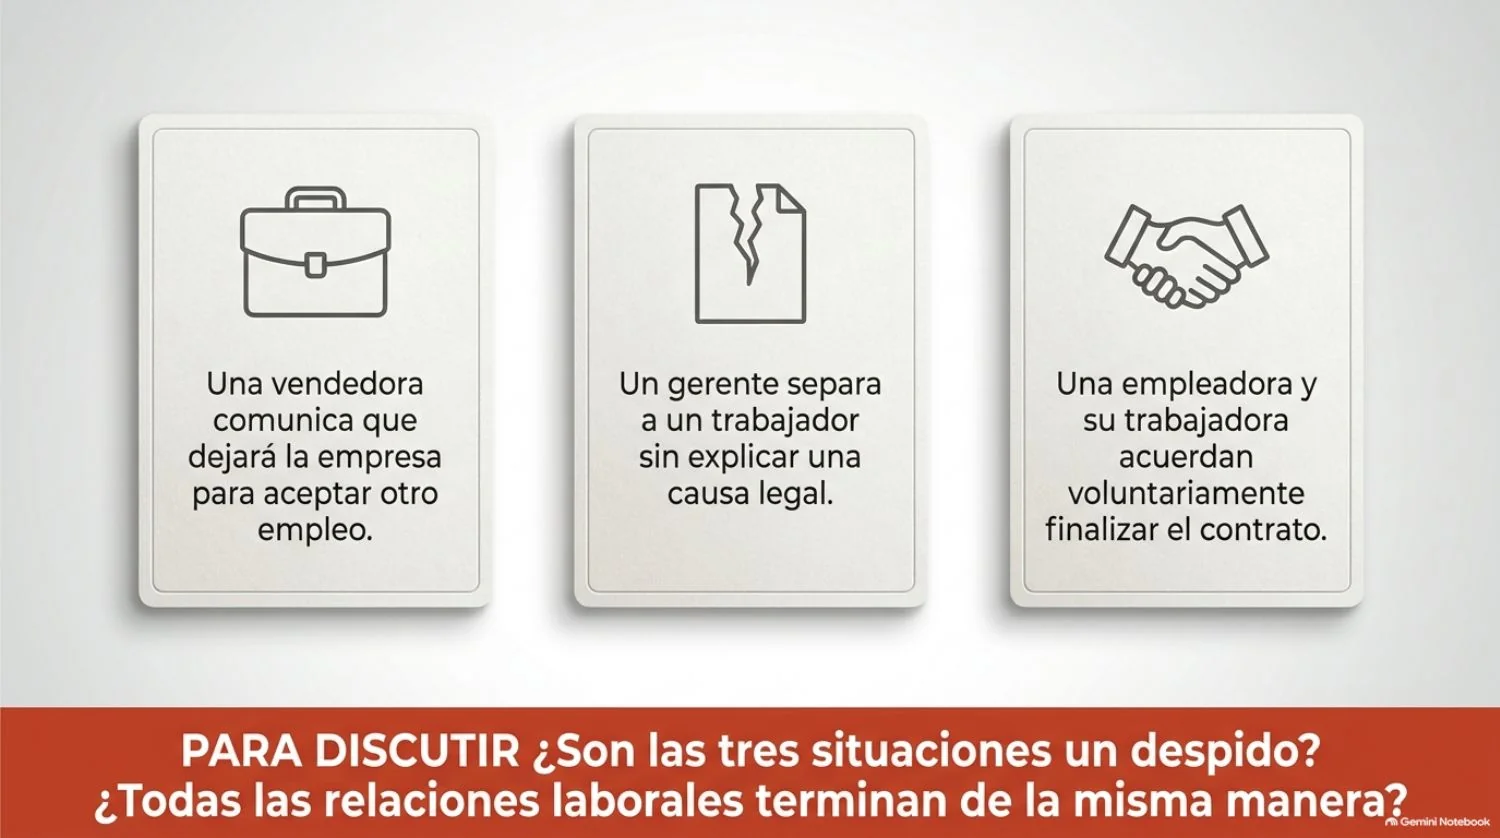 Una vendedora
comunica que
dejará la empresa
para aceptar otro
empleo.
Un gerente separa
a un trabajador
sin explicar una
causa legal.
Una empleadora y
su trabajadora
acuerdan
voluntariamente
finalizar el contrato.
PARA DISCUTIR ¿Son las tres situaciones un despido?
¿Todas las relaciones laborales terminan de la misma manera?
Gemini Notebook